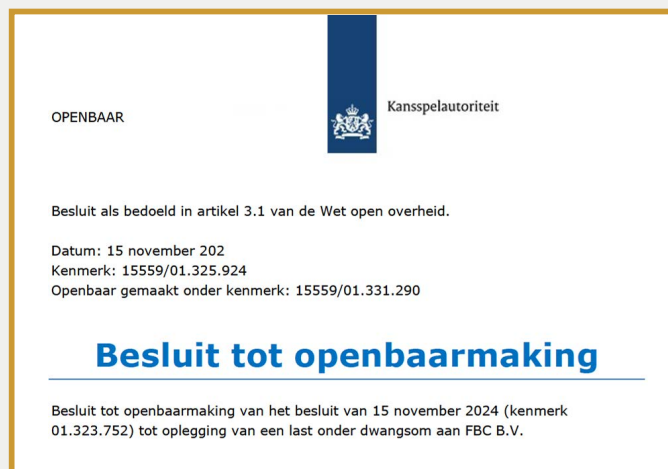 Kansspelautoriteit
OPENBAAR
Besluit als bedoeld in artikel 3.1 van de Wet open overheid.
Datum: 15 november 202
Kenmerk: 15559/01.325.924
Openbaar gemaakt onder kenmerk: 15559/01.331.290
Besluit tot openbaarmaking
Besluit tot openbaarmaking van het besluit van 15 november 2024 (kenmerk
01.323.752) tot oplegging van een last onder dwangsom aan FBC B.V.